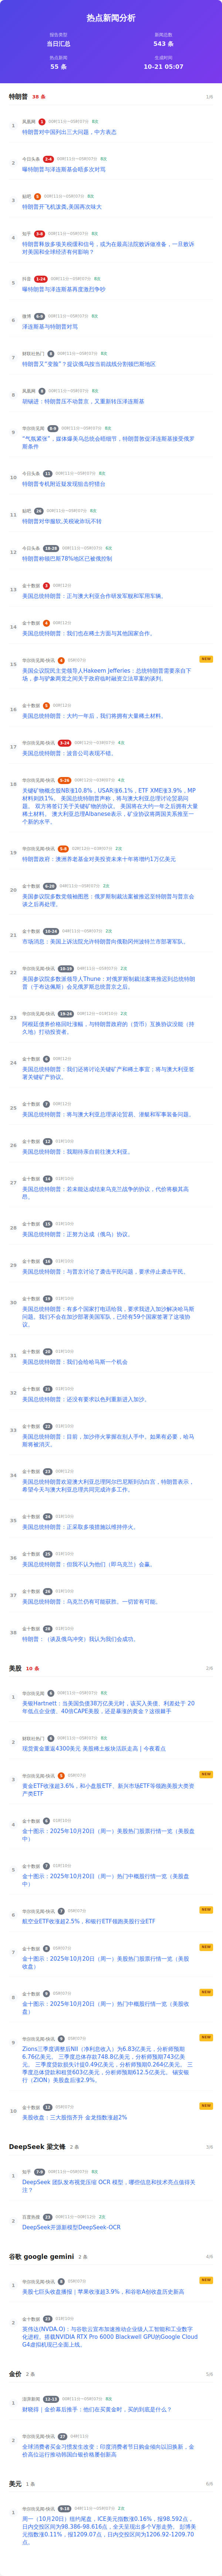 热点新闻分析
报告类型
当日汇总
新闻总数
543 条
热点新闻
55 条
生成时间
10-21 05:07
特朗普 38 条 1/6
1 凤凰网
特朗普对中国列出三大问题，中方表态
2 今日头条
曝特朗普与泽连斯基会晤多次对骂
3 贴吧
特朗普开飞机泼粪,美国再次味大
4 知乎
特朗普释放多项关税缓和信号，或为在最高法院败诉做准备，一旦败诉
对美国和全球经济有何影响？
5 抖音
曝特朗普与泽连斯基再度激烈争吵
6 微博
泽连斯基与特朗普对骂
7 财联社热门
特朗普又“变脸”？提议俄乌按当前战线分割顿巴斯地区
8 凤凰网
胡锡进：特朗普压不动普京，又重新转压泽连斯基
9 华尔街见闻
“气氛紧张”，媒体爆美乌总统会晤细节，特朗普敦促泽连斯基接受俄罗
斯条件
10 今日头条
特朗普专机附近疑发现狙击狩猎台
11 贴吧
特朗普对华服软,关税讹诈玩不转
12 今日头条
特朗普称顿巴斯78%地区已被俄控制
13 金十数据
美国总统特朗普：正与澳大利亚合作研发军舰和军用车辆。
14 金十数据
美国总统特朗普：我们也在稀土方面与其他国家合作。
15 华尔街见闻-快讯 NEW
美国众议院民主党领导人Hakeem Jefferies：总统特朗普需要亲自下
场，参与驴象两党之间关于政府临时融资立法草案的谈判。
16 金十数据
美国总统特朗普：大约一年后，我们将拥有大量稀土材料。
17 华尔街见闻-快讯
美国总统特朗普：波音公司表现不错。
18 华尔街见闻-快讯
关键矿物概念股NB涨10.8%，USAR涨6.1%，ETF XME涨3.9%，MP
材料则跌1%。 美国总统特朗普声称，将与澳大利亚总理讨论贸易问
题。 双方将签订关于关键矿物的协议。 美国将在大约一年之后拥有大量
稀土材料。 澳大利亚总理Albanese表示，矿业协议将两国关系推至一
个新的水平。
19 华尔街见闻-快讯
特朗普政府：澳洲养老基金对美投资未来十年将增约1万亿美元
20 金十数据
美国参议院多数党领袖图恩：俄罗斯制裁法案被推迟至特朗普与普京会
谈之后再处理。
21 金十数据
市场消息：美国上诉法院允许特朗普向俄勒冈州波特兰市部署军队。
22 华尔街见闻-快讯
美国参议院多数派领导人Thune：对俄罗斯制裁法案将推迟到总统特朗
普（于布达佩斯）会见俄罗斯总统普京之后。
23 华尔街见闻-快讯
阿根廷债券价格回吐涨幅，与特朗普政府的（货币）互换协议没能（持
久地）打动投资者。
24 金十数据
美国总统特朗普：我们还将讨论关键矿产和稀土事宜；将与澳大利亚签
署关键矿产协议。
25 金十数据
美国总统特朗普：将与澳大利亚总理谈论贸易、潜艇和军事装备问题。
26 金十数据
美国总统特朗普：我期待亲自前往澳大利亚。
27 金十数据
美国总统特朗普：若未能达成结束乌克兰战争的协议，代价将极其高
昂。
28 金十数据
美国总统特朗普：正努力达成（俄乌）协议。
29 金十数据
美国总统特朗普：与普京讨论了袭击平民问题，要求停止袭击平民。
30 金十数据
美国总统特朗普：有多个国家打电话给我，要求我进入加沙解决哈马斯
问题。我们不会在加沙部署美国军队，已经有59个国家签署了这项协
议。
31 金十数据
美国总统特朗普：我们会给哈马斯一个机会
32 金十数据
美国总统特朗普：还没有要求以色列重新进入加沙。
33 金十数据
美国总统特朗普：目前，加沙停火掌握在别人手中。如果有必要，哈马
斯将被消灭。
34 金十数据
美国总统特朗普欢迎澳大利亚总理阿尔巴尼斯到访白宫，特朗普表示，
希望今天与澳大利亚总理共同完成许多工作。
35 金十数据
美国总统特朗普：正采取多项措施以维持停火。
36 金十数据
美国总统特朗普：但我不认为他们（即乌克兰）会赢。
37 金十数据
美国总统特朗普：乌克兰仍有可能获胜。一切皆有可能。
38 金十数据
特朗普：（谈及俄乌冲突）我认为我们会成功。
美股 10 条 2/6
1 华尔街见闻
美银Hartnett：当美国负债38万亿美元时，该买入美债、利差处于 20
年低点企业债、40倍CAPE美股，还是暴涨的黄金？这很棘手
2 财联社热门
现货黄金重返4300美元 美股稀土板块活跃走高 | 今夜看点
3 华尔街见闻-快讯 NEW
黄金ETF收涨超3.6%，和小盘股ETF、新兴市场ETF等领跑美股大类资
产类ETF
4 金十数据
金十图示：2025年10月20日（周一）美股热门股票行情一览（美股盘
中）
5 金十数据
金十图示：2025年10月20日（周一）热门中概股行情一览（美股盘
中）
6 华尔街见闻-快讯 NEW
航空业ETF收涨超2.5%，和银行ETF领跑美股行业ETF
7 金十数据 NEW
金十图示：2025年10月20日（周一）美股热门股票行情一览（美股
收盘）
8 金十数据 NEW
金十图示：2025年10月20日（周一）热门中概股行情一览（美股收
盘）
9 华尔街见闻-快讯 NEW
Zions三季度调整后NII（净利息收入）为6.83亿美元，分析师预期
6.76亿美元。 三季度总体存款748.8亿美元，分析师预期743亿美
元。 三季度贷款损失计提0.49亿美元，分析师预期0.264亿美元。 三
季度总体贷款和租赁603亿美元，分析师预期612.5亿美元。 锡安银
行（ZION）美股盘后涨2.9%。
10 金十数据 NEW
美股收盘：三大股指齐升 金龙指数涨超2%
DeepSeek 梁文锋 2 条 3/6
1 知乎
DeepSeek 团队发布视觉压缩 OCR 模型，哪些信息和技术亮点值得关
注？
2 百度热搜
DeepSeek开源新模型DeepSeek-OCR
谷歌 google gemini 2 条 4/6
1 华尔街见闻-快讯 NEW
美股七巨头收盘播报 | 苹果收涨超3.9%，和谷歌A创收盘历史新高
2 金十数据
英伟达(NVDA.O)：与谷歌云宣布加速推动企业级人工智能和工业数字
化进程。搭载NVIDIA RTX Pro 6000 Blackwell GPU的Google Cloud
G4虚拟机现已全面上线。
金价 2 条 5/6
1 澎湃新闻
财晓得丨金价幕后推手：他们在买黄金时，买的到底是什么？
2 华尔街见闻-快讯
全球消费者买金习惯发生改变：印度消费者节日购金倾向以旧换新，金
价高位运行推动韩国白银价格屡创新高
美元 1 条 6/6
1 华尔街见闻-快讯
周一（10月20日）纽约尾盘，ICE美元指数涨0.16%，报98.592点，
日内交投区间为98.386-98.616点，全天呈现出多个V形走势。 彭博美
元指数涨0.11%，报1209.07点，日内交投区间为1206.92-1209.70
点。